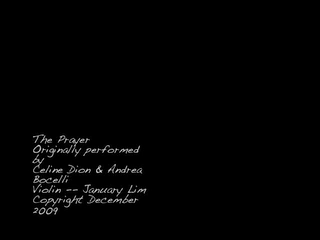 The Prayer
Originally performed
by
Celine Dion & Andrea
Bocelli
Violin -- January Lim
Copyright December
2009